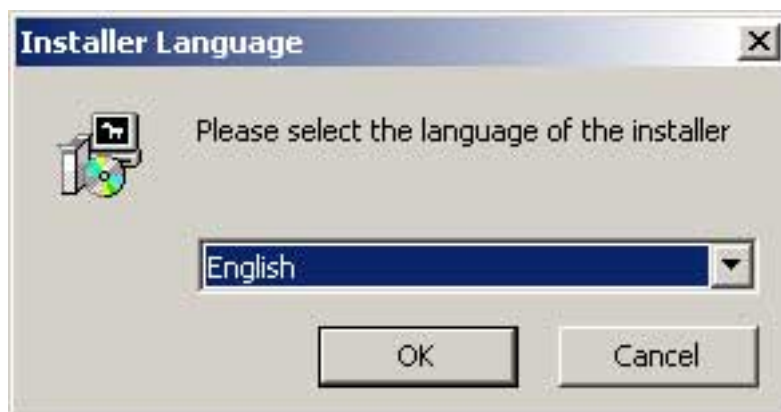 Installer Language
Please select the language of the installer
English
OK
Cancel